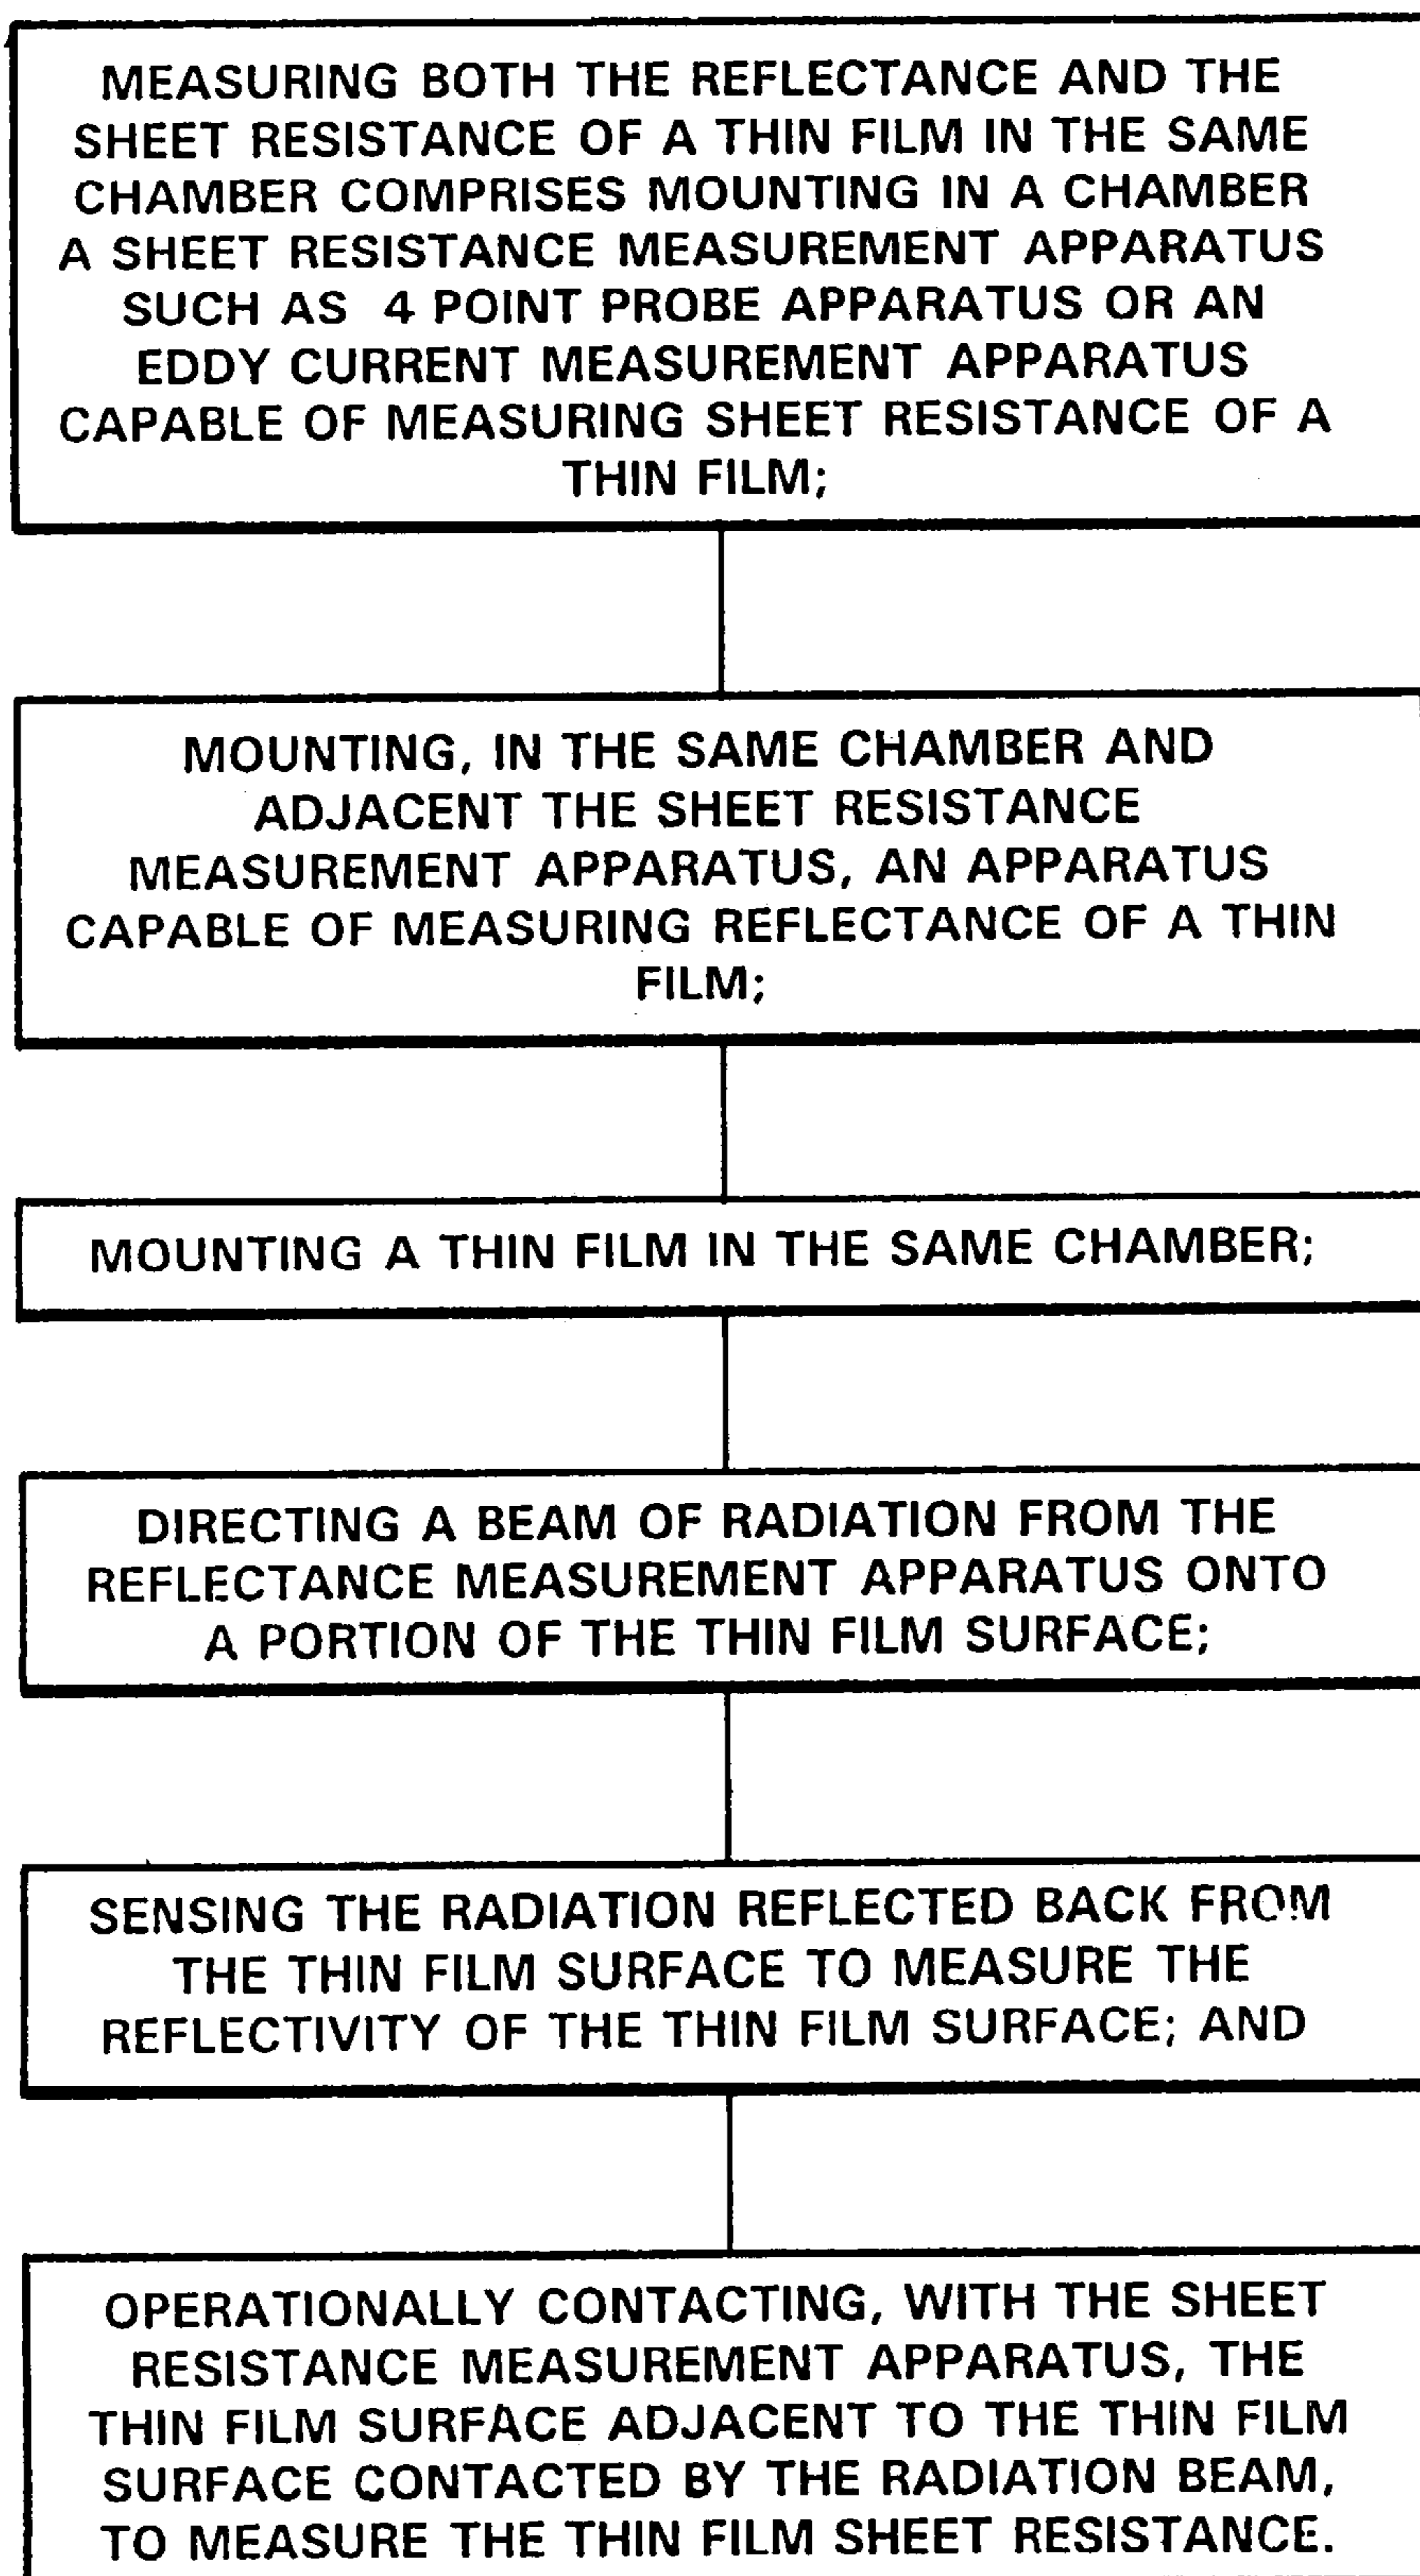 MEASURING BOTH THE REFLECTANCE AND THE
SHEET RESISTANCE OF A THIN FILM IN THE SAME
CHAMBER COMPRISES MOUNTING IN A CHAMBER
A SHEET RESISTANCE MEASUREMENT APPARATUS
SUCH AS 4 POINT PROBE APPARATUS OR AN
EDDY CURRENT MEASUREMENT APPARATUS
CAPABLE OF MEASURING SHEET RESISTANCE OF A
THIN FILM;
MOUNTING, IN THE SAME CHAMBER AND
ADJACENT THE SHEET RESISTANCE
MEASUREMENT APPARATUS, AN APPARATUS
CAPABLE OF MEASURING REFLECTANCE OF A THIN
FILM;
MOUNTING A THIN FILM IN THE SAME CHAMBER;
DIRECTING A BEAM OF RADIATION FROM THE
REFLECTANCE MEASUREMENT APPARATUS ONTO
A PORTION OF THE THIN FILM SURFACE;
SENSING THE RADIATION REFLECTED BACK FROM
THE THIN FILM SURFACE TO MEASURE THE
REFLECTIVITY OF THE THIN FILM SURFACE; AND
OPERATIONALLY CONTACTING, WITH THE SHEET
RESISTANCE MEASUREMENT APPARATUS, THE
THIN FILM SURFACE ADJACENT TO THE THIN FILM
SURFACE CONTACTED BY THE RADIATION BEAM,
TO MEASURE THE THIN FILM SHEET RESISTANCE.